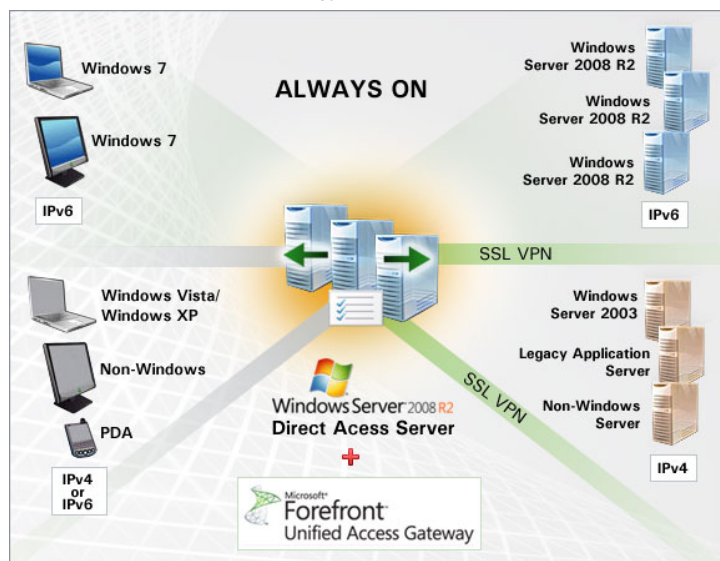 Windows 7
Windows 7
IPv6
ALWAYS ON
Windows
Server 2008 R2
Windows
Server 2008 R2
Windows
Server 2008 R2
IPv6
SSL VPN
Windows Vista/
Windows XP
Non-Windows
PDA
IPv4
or
IPv6
Windows
Server 2003
Legacy Application
Server
Non-Windows
Server
IPv4
SSL VPN
Windows Server 2008 R2
Direct Acess Server
Microsoft
Forefront
Unified Access Gateway